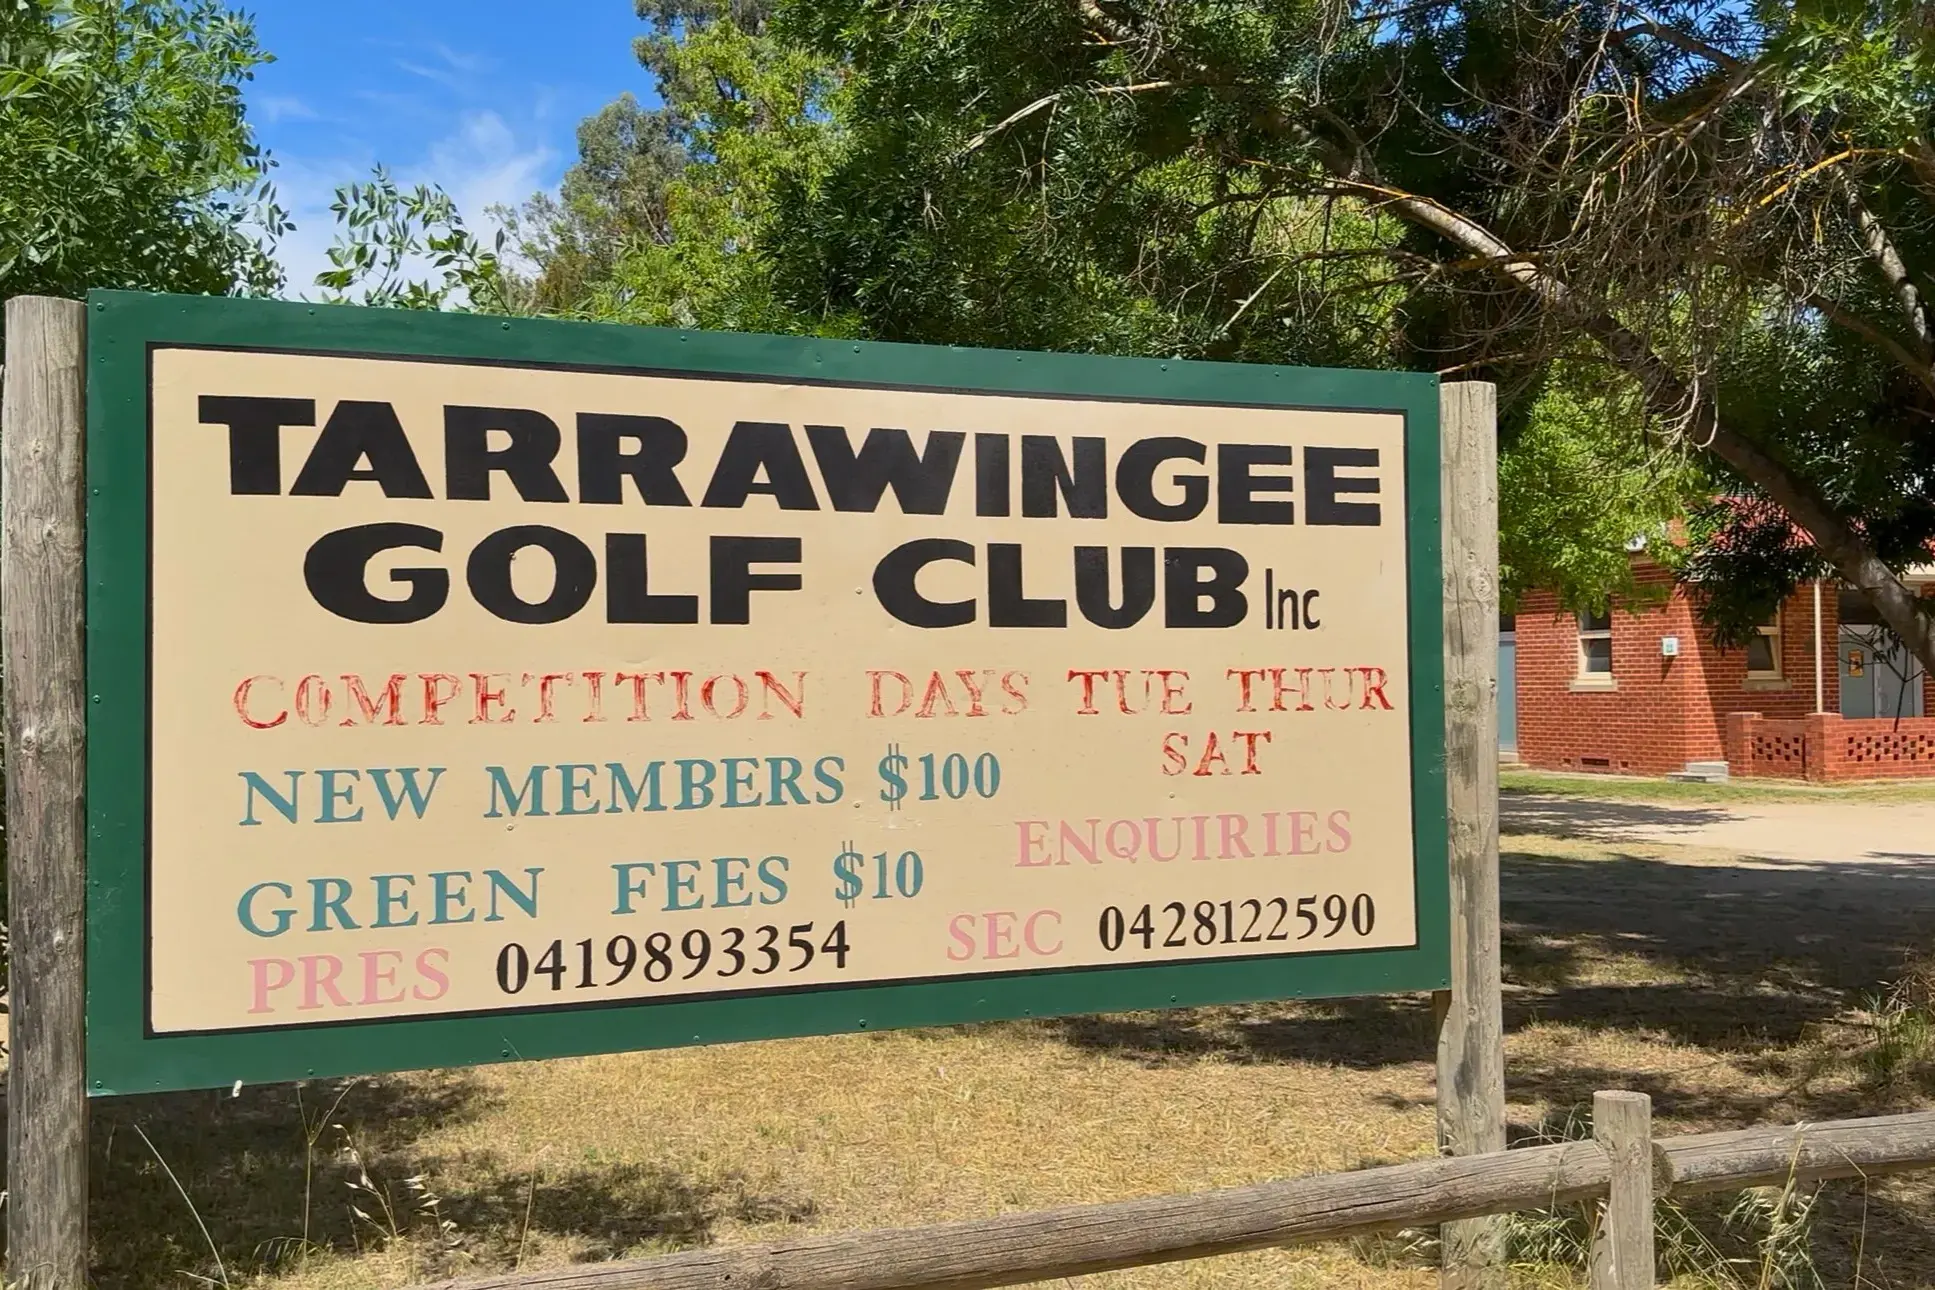 TARRAWINGEE
GOLF CLUB Inc
COMPETITION DAYS TUE THUR
SAT
NEW MEMBERS $100
ENQUIRIES
GREEN FEES $10
PRES 0419893354
SEC 0428122590